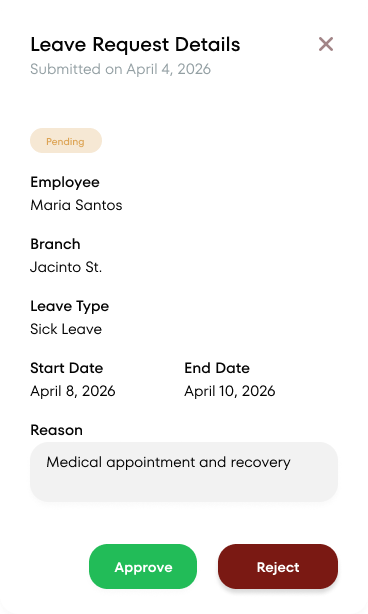 Leave Request Details
Submitted on April 4, 2026
Pending
Employee
Maria Santos
Branch
Jacinto St.
Leave Type
Sick Leave
Start Date End Date
April 8, 2026 April 10, 2026
Reason
Medical appointment and recovery
Approve Reject